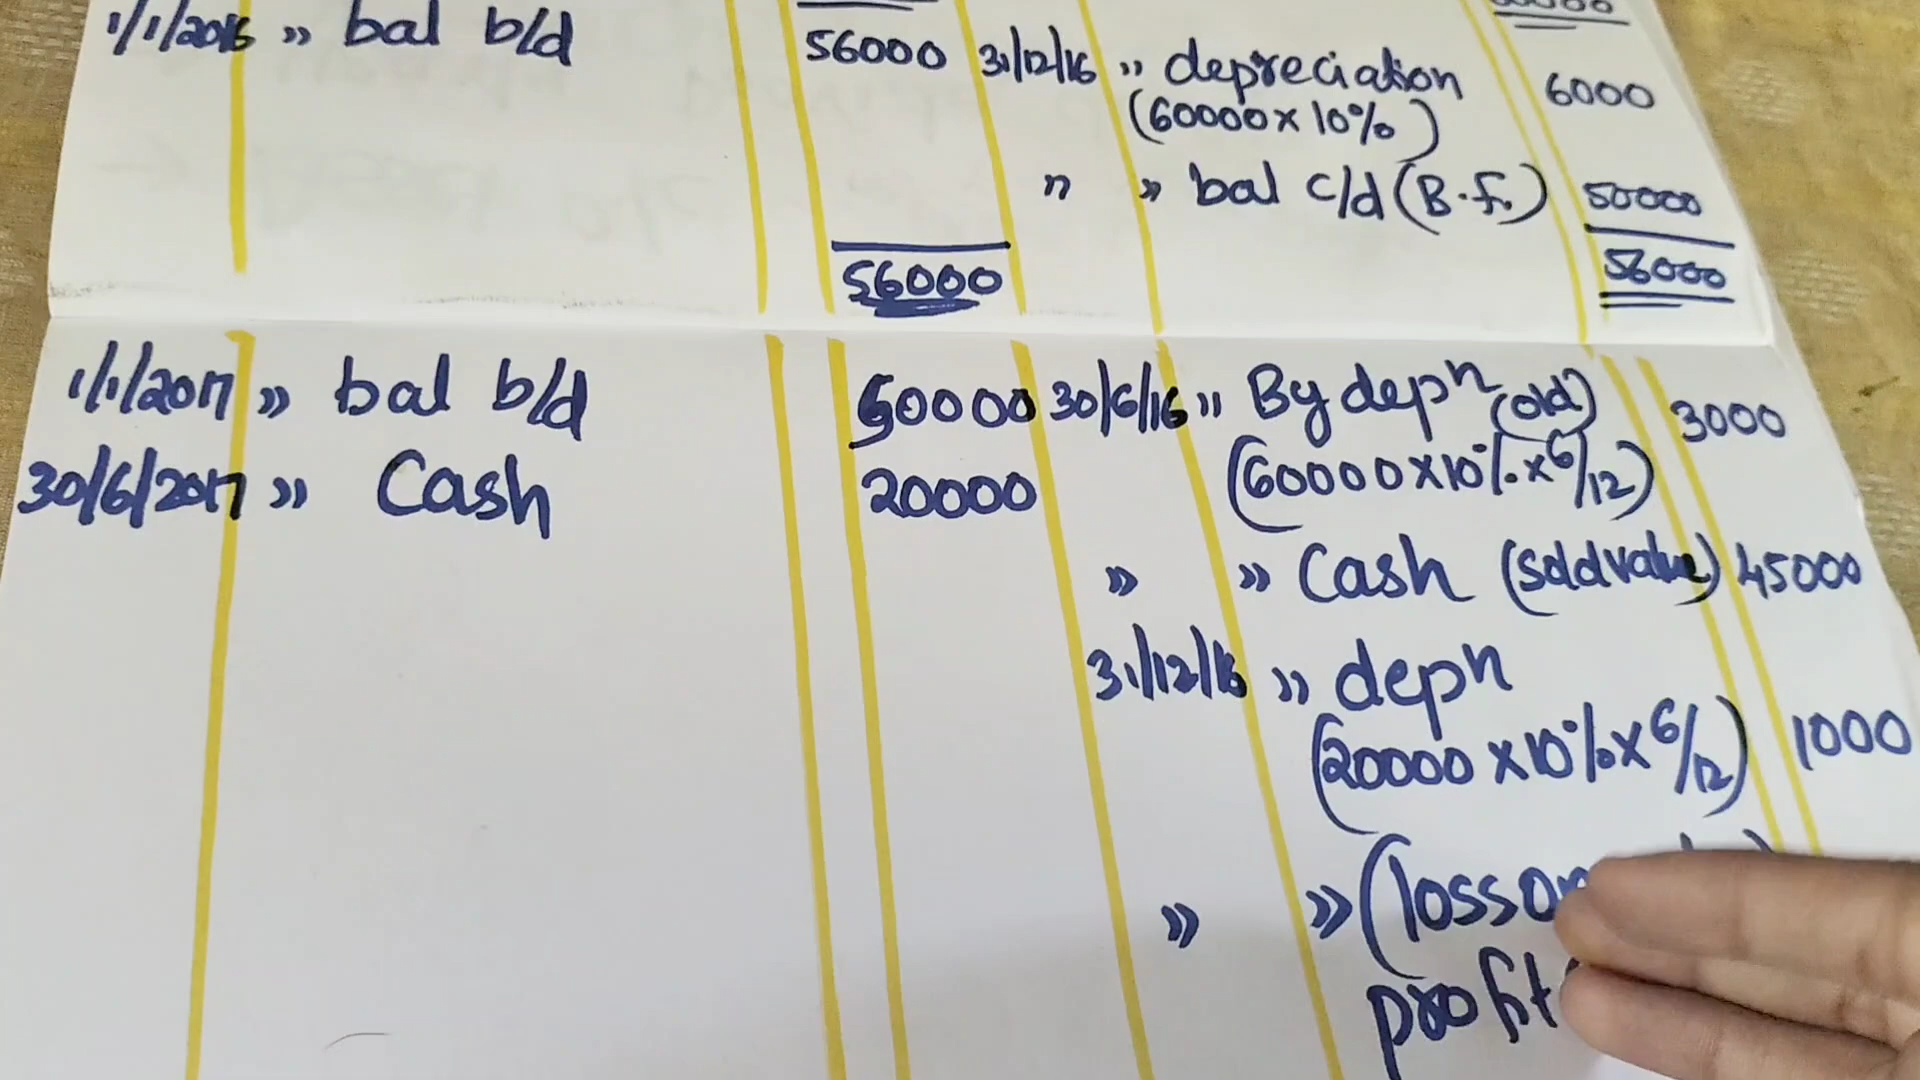 1/1/2016 » bal b/d 56000 31/12/16 » depreciation 6000
(60000 x 10%)
" » bal c/d (B.f.) 50000
56000 56000
1/1/2017 » bal b/d 50000 30/6/16 » By depn (old) 3000
(60000 x 10% x 6/12)
30/6/2017 » Cash 20000
» » Cash (sold value) 45000
31/12/16 » depn
(20000 x 10% x 6/12) 1000
» » (loss
profit